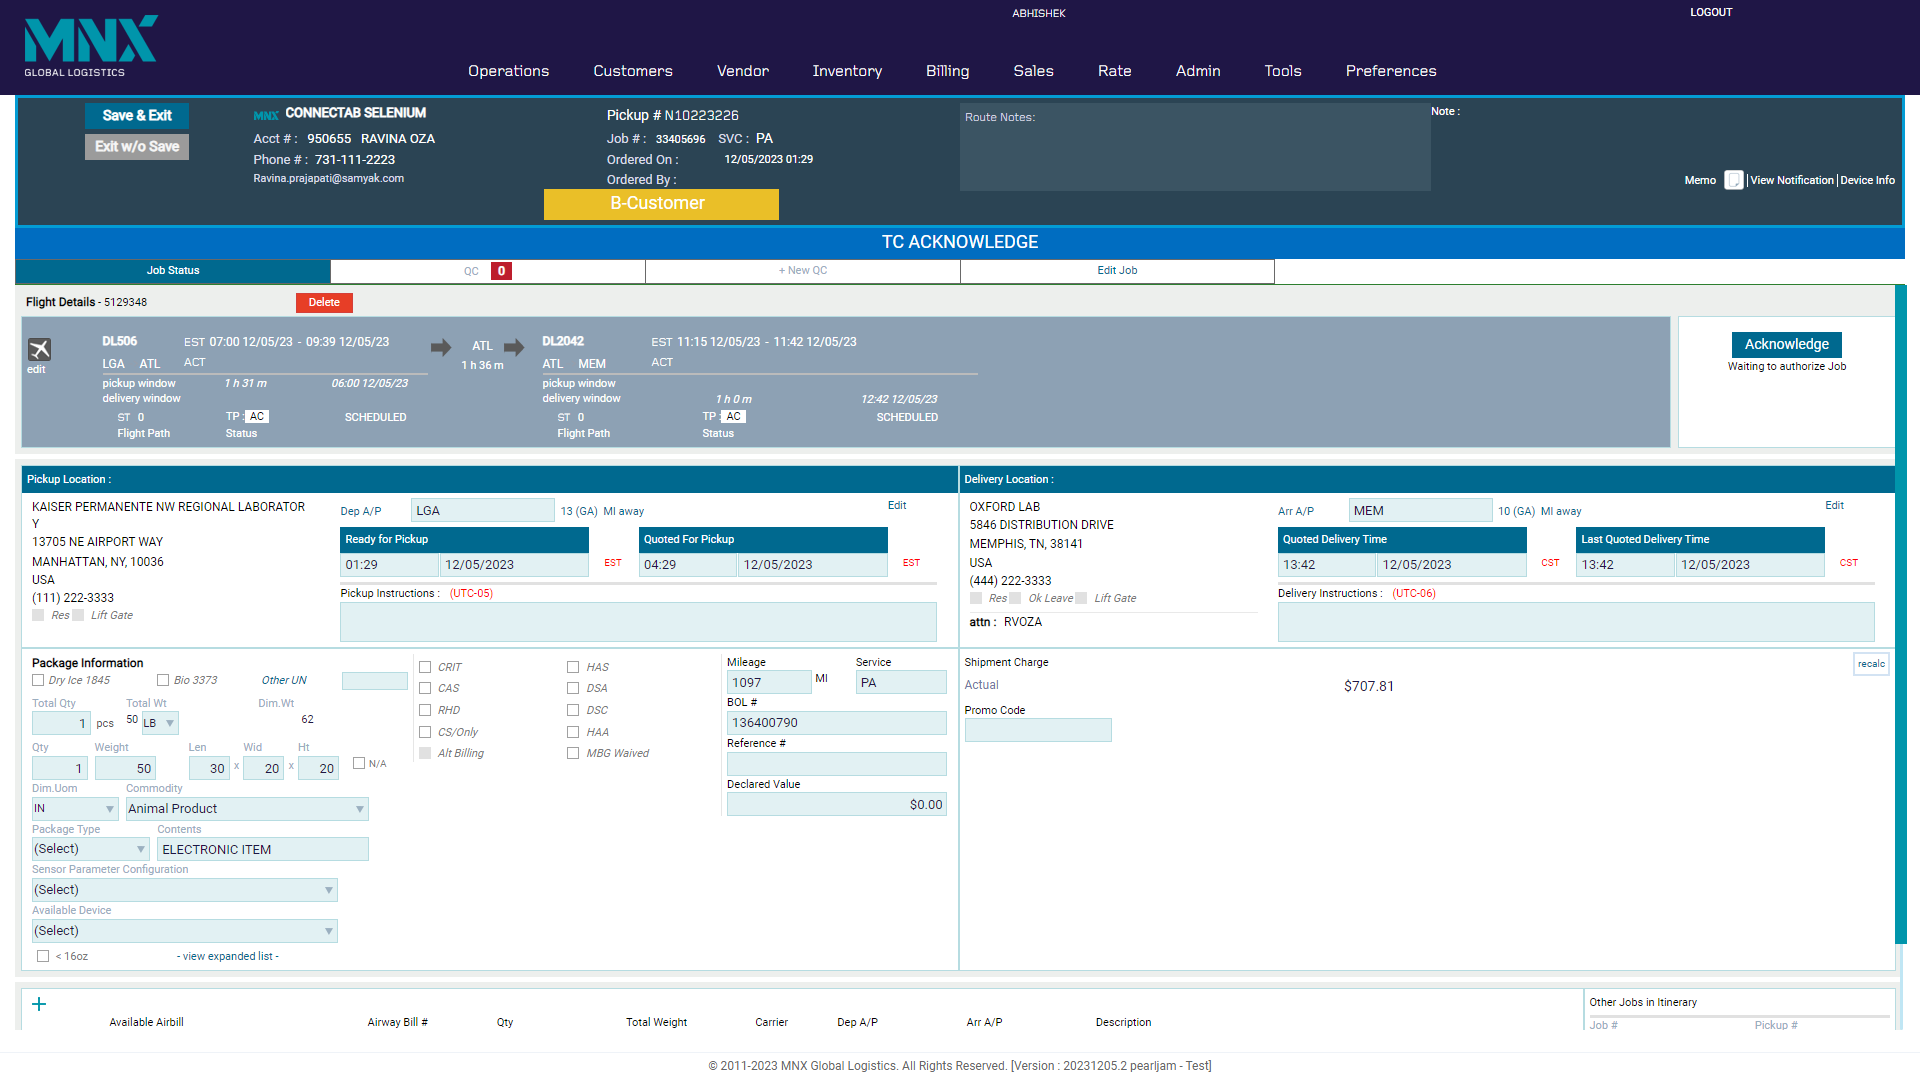 MNX
GLOBAL LOGISTICS
ABHISHEK
LOGOUT
Operations Customers Vendor Inventory Billing Sales Rate Admin Tools Preferences
Save & Exit
Exit w/o Save
MNX CONNECTAB SELENIUM
Acct # : 950655 RAVINA OZA
Phone # : 731-111-2223
Ravina.prajapati@samyak.com
Pickup # N10223226
Job # : 33405696 SVC : PA
Ordered On : 12/05/2023 01:29
Ordered By :
B-Customer
Route Notes:
Note :
Memo | View Notification | Device Info
TC ACKNOWLEDGE
Job Status
QC 0
+ New QC
Edit Job
Flight Details - 5129348
Delete
edit
DL506 EST 07:00 12/05/23 - 09:39 12/05/23
LGA ATL ACT
pickup window 1 h 31 m 06:00 12/05/23
delivery window
ST 0 TP : AC SCHEDULED
Flight Path Status
ATL
1 h 36 m
DL2042 EST 11:15 12/05/23 - 11:42 12/05/23
ATL MEM ACT
pickup window
delivery window 1 h 0 m 12:42 12/05/23
ST 0 TP : AC SCHEDULED
Flight Path Status
Acknowledge
Waiting to authorize Job
Pickup Location :
KAISER PERMANENTE NW REGIONAL LABORATOR
Y
13705 NE AIRPORT WAY
MANHATTAN, NY, 10036
USA
(111) 222-3333
Res Lift Gate
Dep A/P LGA 13 (GA) MI away Edit
Ready for Pickup Quoted For Pickup
01:29 12/05/2023 EST 04:29 12/05/2023 EST
Pickup Instructions : (UTC-05)
Delivery Location :
OXFORD LAB
5846 DISTRIBUTION DRIVE
MEMPHIS, TN, 38141
USA
(444) 222-3333
Res Ok Leave Lift Gate
attn : RVOZA
Arr A/P MEM 10 (GA) MI away Edit
Quoted Delivery Time Last Quoted Delivery Time
13:42 12/05/2023 CST 13:42 12/05/2023 CST
Delivery Instructions : (UTC-06)
Package Information
Dry Ice 1845 Bio 3373 Other UN
Total Qty Total Wt Dim.Wt
1 pcs 50 LB 62
Qty Weight Len Wid Ht
1 50 30 x 20 x 20 N/A
Dim.Uom Commodity
IN Animal Product
Package Type Contents
(Select) ELECTRONIC ITEM
Sensor Parameter Configuration
(Select)
Available Device
(Select)
< 16oz - view expanded list -
CRIT HAS
CAS DSA
RHD DSC
CS/Only HAA
Alt Billing MBG Waived
Mileage Service
1097 MI PA
BOL #
136400790
Reference #
Declared Value
$0.00
Shipment Charge
recalc
Actual $707.81
Promo Code
+
Available Airbill Airway Bill # Qty Total Weight Carrier Dep A/P Arr A/P Description
Other Jobs in Itinerary
Job # Pickup #
© 2011-2023 MNX Global Logistics. All Rights Reserved. [Version : 20231205.2 pearljam - Test]